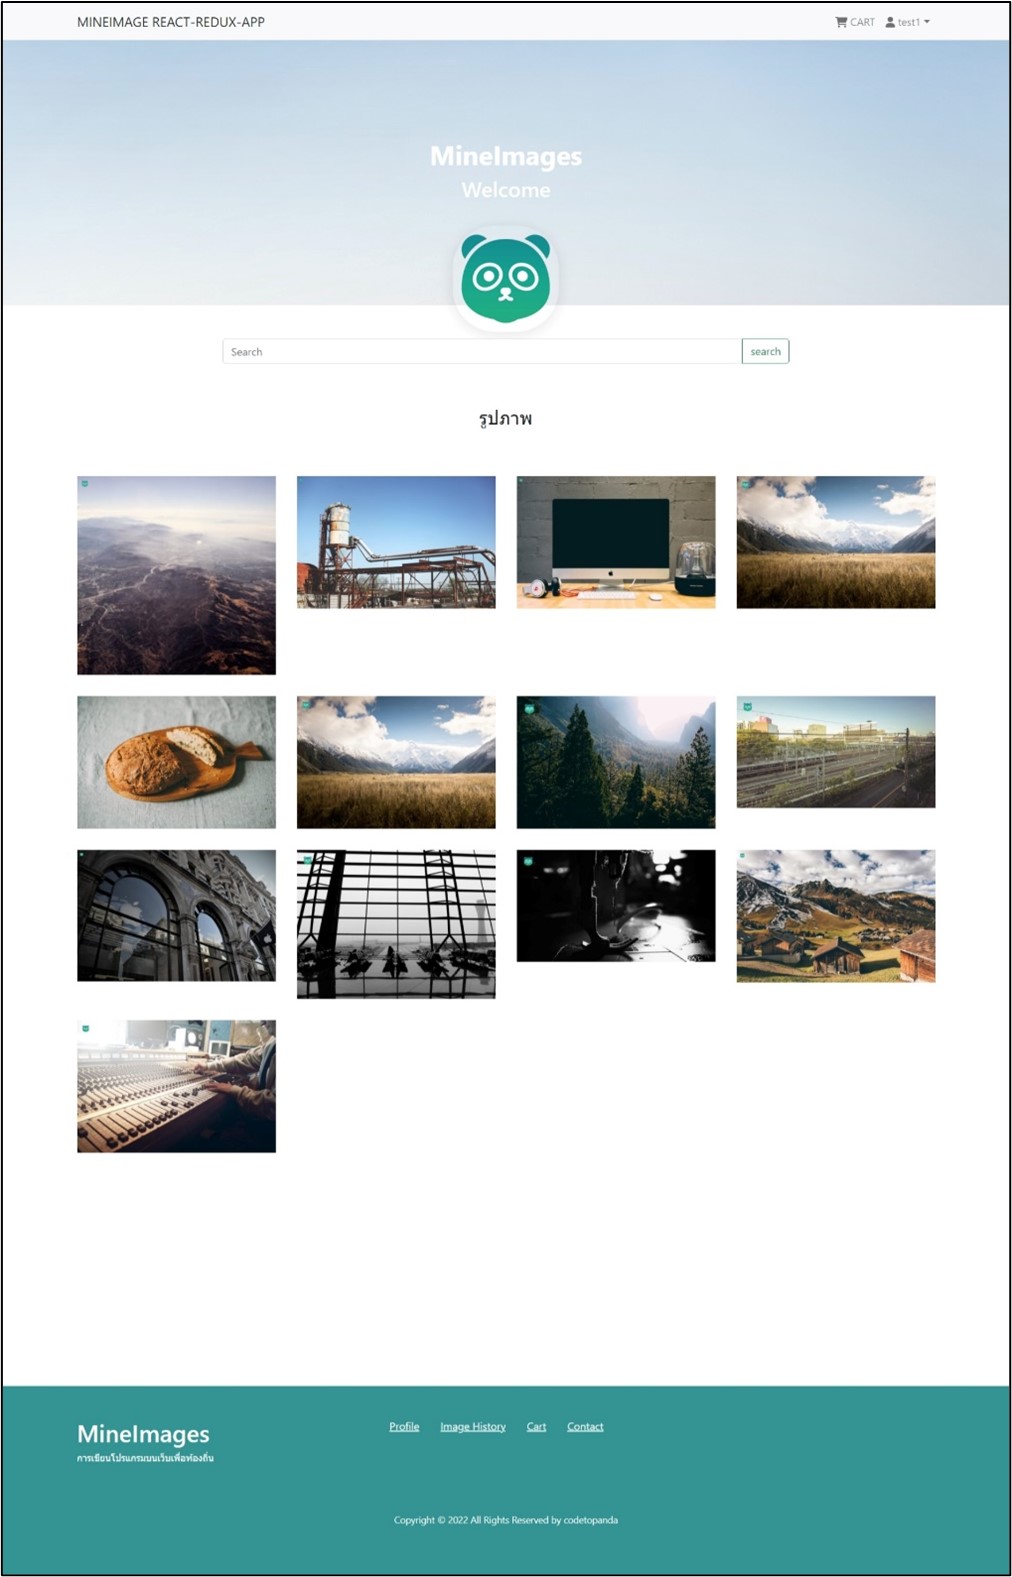 MINEIMAGE REACT-REDUX-APP
CART
test1
MineImages
Welcome
Search
search
รูปภาพ
MineImages
การเขียนโปรแกรมบนเว็บเพื่อท้องถิ่น
Profile
Image History
Cart
Contact
Copyright © 2022 All Rights Reserved by codetopanda